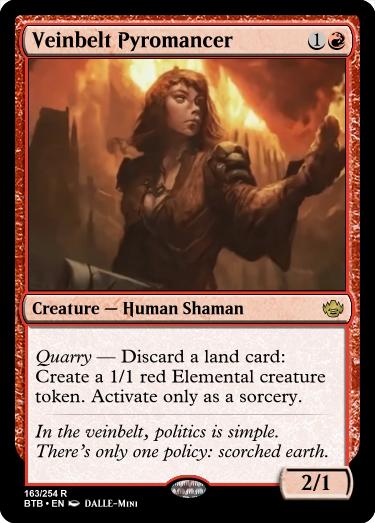 Veinbelt Pyromancer 1
Creature — Human Shaman
Quarry — Discard a land card:
Create a 1/1 red Elemental creature
token. Activate only as a sorcery.
In the veinbelt, politics is simple.
There's only one policy: scorched earth.
2/1
163/254 R
BTB • EN DALLE-Mini